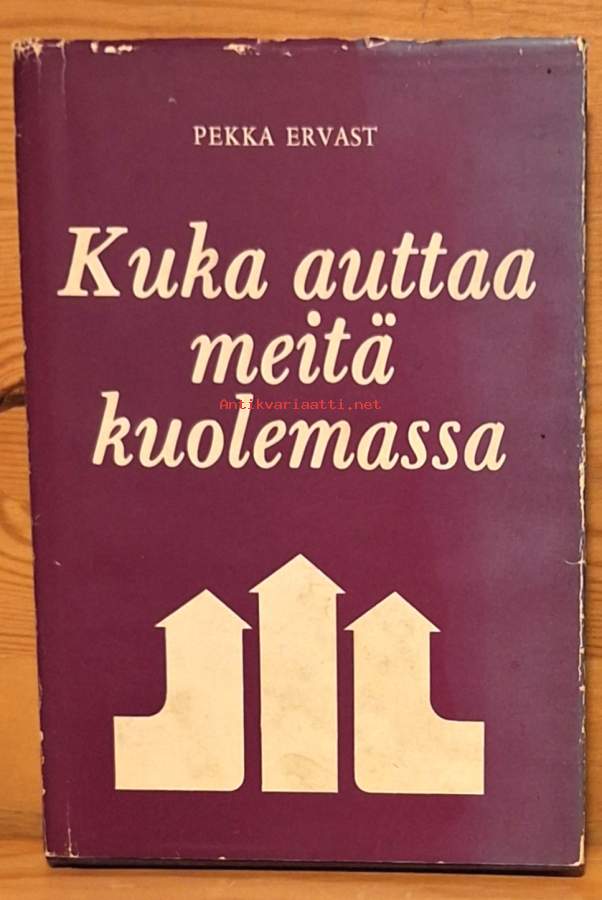 PEKKA ERVAST
Kuka auttaa
meitä
Antikvariaatti.net
kuolemassa